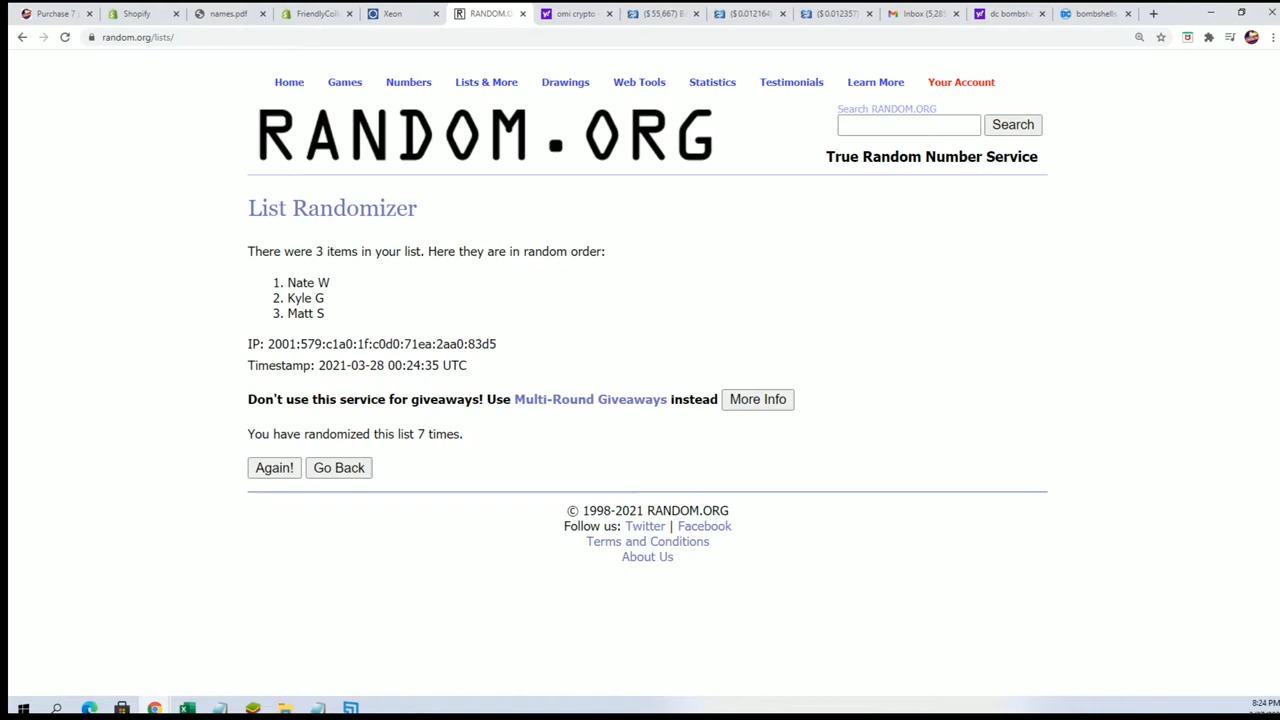 Purchase 7
Shopify
names.pdf
FriendlyColl
Xeon
RANDOM.O
omi crypto
($55,667) B
($0.012164)
($0.012357)
Inbox (5,28
dc bombshe
bombshells
random.org/lists/
Home Games Numbers Lists & More Drawings Web Tools Statistics Testimonials Learn More Your Account
RANDOM.ORG
Search RANDOM.ORG
Search
True Random Number Service
List Randomizer
There were 3 items in your list. Here they are in random order:
1. Nate W
2. Kyle G
3. Matt S
IP: 2001:579:c1a0:1f:c0d0:71ea:2aa0:83d5
Timestamp: 2021-03-28 00:24:35 UTC
Don't use this service for giveaways! Use Multi-Round Giveaways instead More Info
You have randomized this list 7 times.
Again! Go Back
© 1998-2021 RANDOM.ORG
Follow us: Twitter | Facebook
Terms and Conditions
About Us
8:24 PM